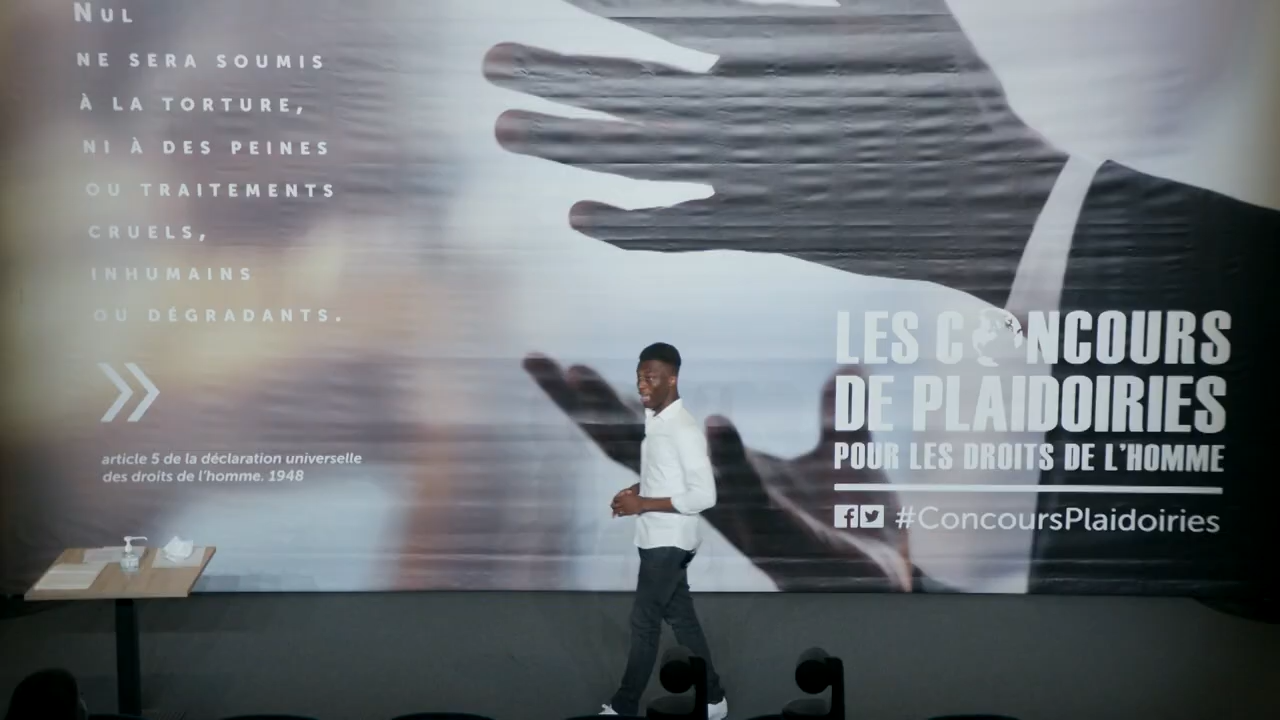 NUL
NE SERA SOUMIS
À LA TORTURE,
NI À DES PEINES
OU TRAITEMENTS
CRUELS,
INHUMAINS
OU DÉGRADANTS.
article 5 de la déclaration universelle
des droits de l'homme. 1948
LES CONCOURS
DE PLAIDOIRIES
POUR LES DROITS DE L'HOMME
#ConcoursPlaidoiries